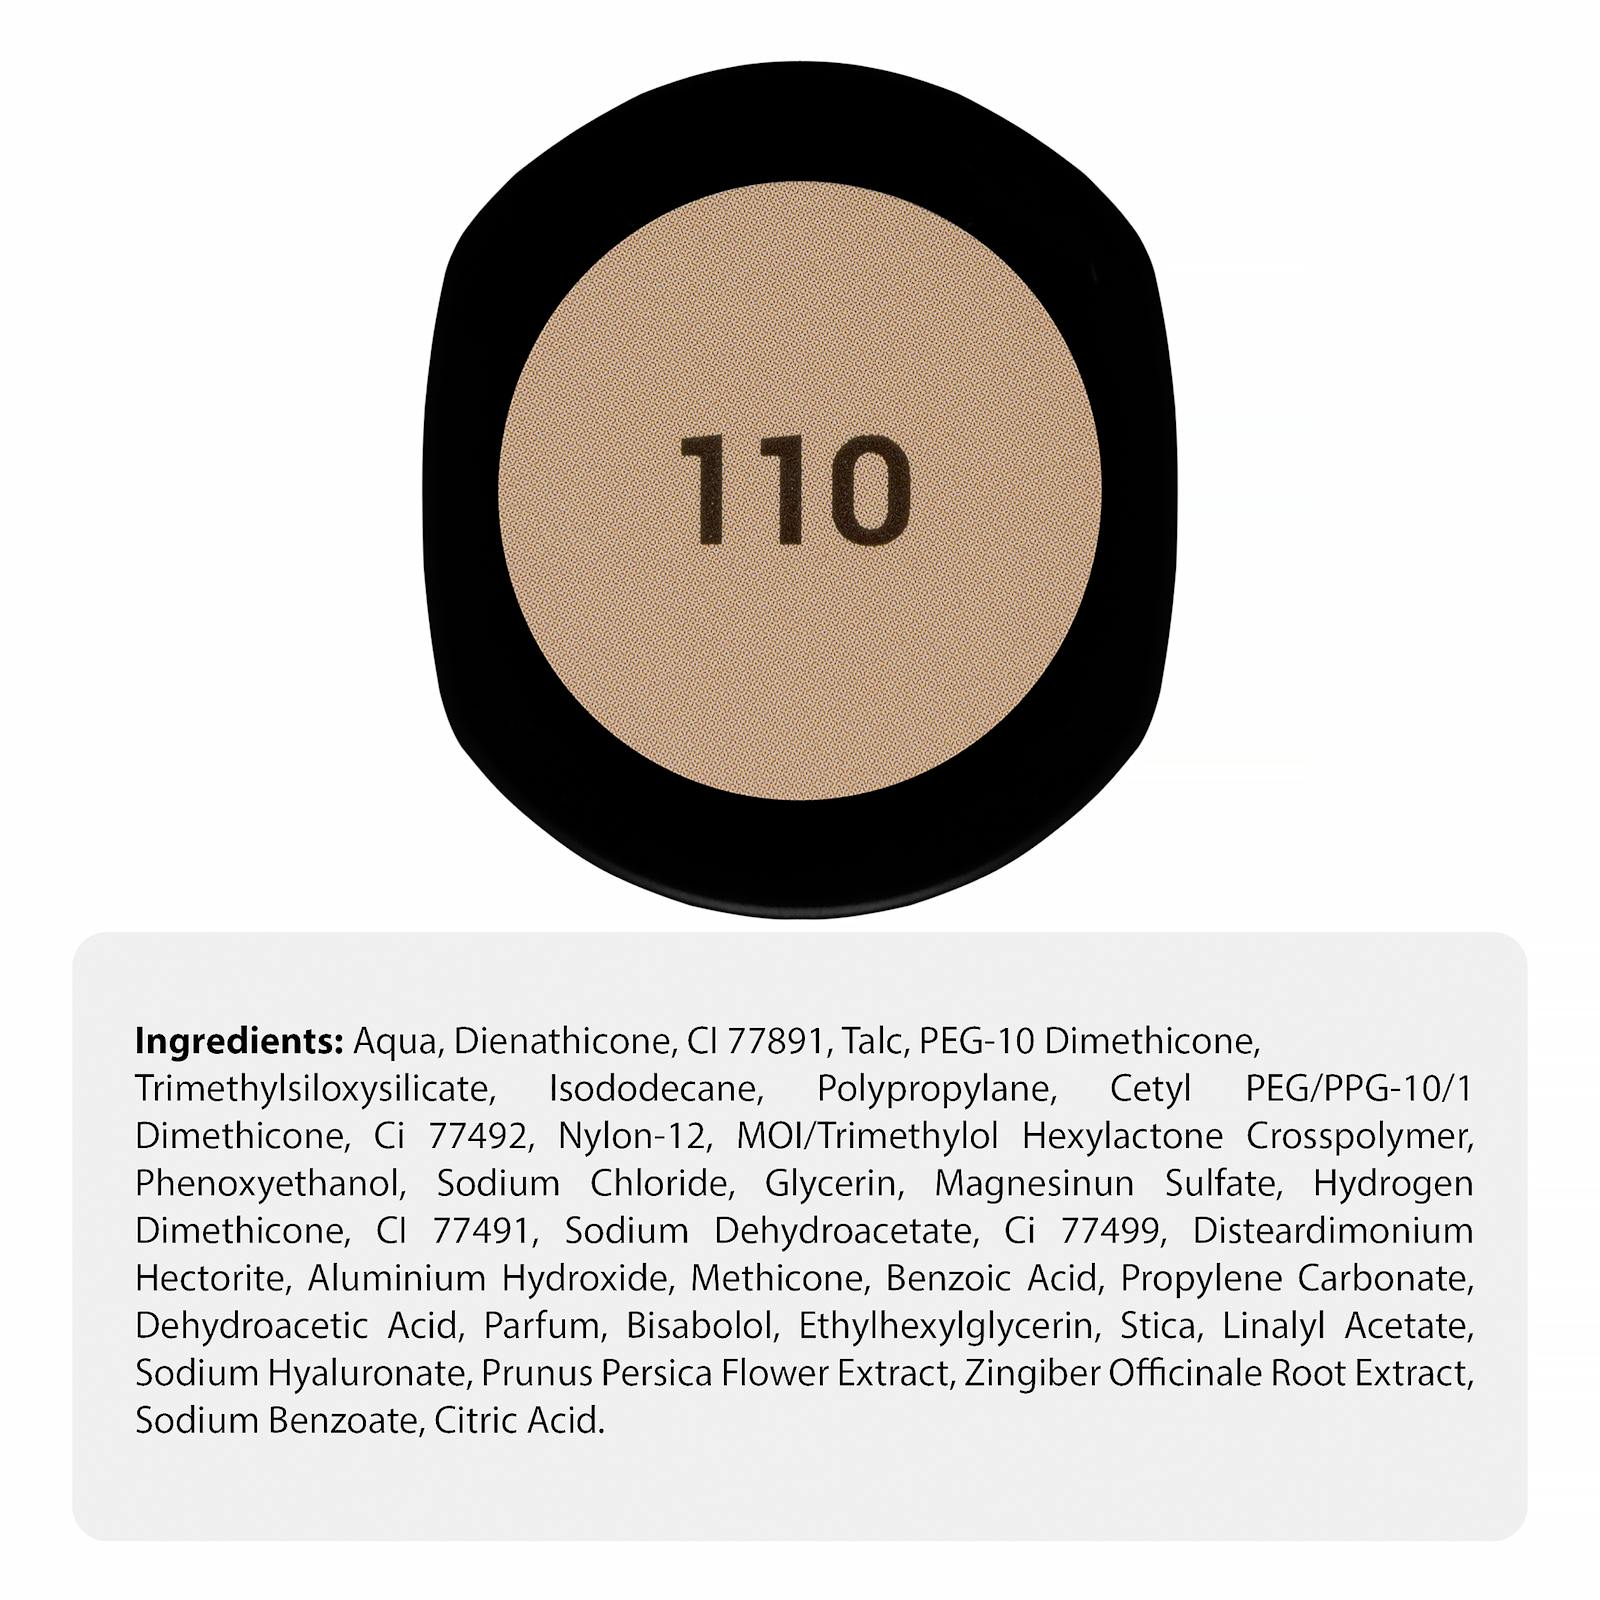 110
Ingredients: Aqua, Dienathicone, CI 77891, Talc, PEG-10 Dimethicone,
Trimethylsiloxysilicate, Isododecane, Polypropylane, Cetyl PEG/PPG-10/1
Dimethicone, Ci 77492, Nylon-12, MOI/Trimethylol Hexylactone Crosspolymer,
Phenoxyethanol, Sodium Chloride, Glycerin, Magnesinun Sulfate, Hydrogen
Dimethicone, CI 77491, Sodium Dehydroacetate, Ci 77499, Disteardimonium
Hectorite, Aluminium Hydroxide, Methicone, Benzoic Acid, Propylene Carbonate,
Dehydroacetic Acid, Parfum, Bisabolol, Ethylhexylglycerin, Stica, Linalyl Acetate,
Sodium Hyaluronate, Prunus Persica Flower Extract, Zingiber Officinale Root Extract,
Sodium Benzoate, Citric Acid.